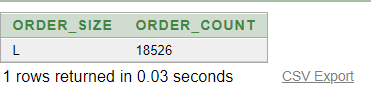 ORDER_SIZE ORDER_COUNT
L 18526
1 rows returned in 0.03 seconds CSV Export